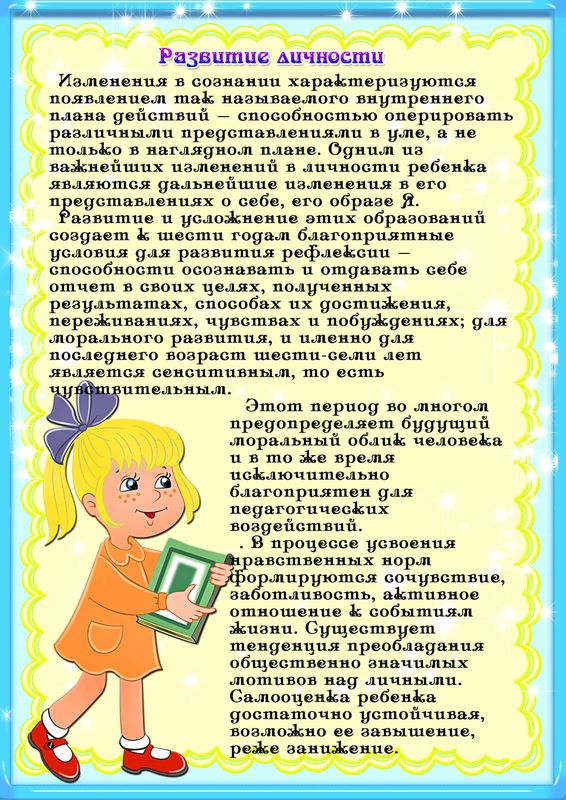 Развитие личности
Изменения в сознании характеризуются
появлением так называемого внутреннего
плана действий – способностью оперировать
различными представлениями в уме, а не
только в наглядном плане. Одним из
важнейших изменений в личности ребенка
являются дальнейшие изменения в его
представлениях о себе, его образе Я.
Развитие и усложнение этих образований
создает к шести годам благоприятные
условия для развития рефлексии –
способности осознавать и отдавать себе
отчет в своих целях, полученных
результатах, способах их достижения,
переживаниях, чувствах и побуждениях; для
морального развития, и именно для
последнего возраст шести-семи лет
является сенситивным, то есть
чувствительным.
Этот период во многом
предопределяет будущий
моральный облик человека
и в то же время
исключительно
благоприятен для
педагогических
воздействий.
. В процессе усвоения
нравственных норм
формируются сочувствие,
заботливость, активное
отношение к событиям
жизни. Существует
тенденция преобладания
общественно значимых
мотивов над личными.
Самооценка ребенка
достаточно устойчивая,
возможно ее завышение,
реже занижение.